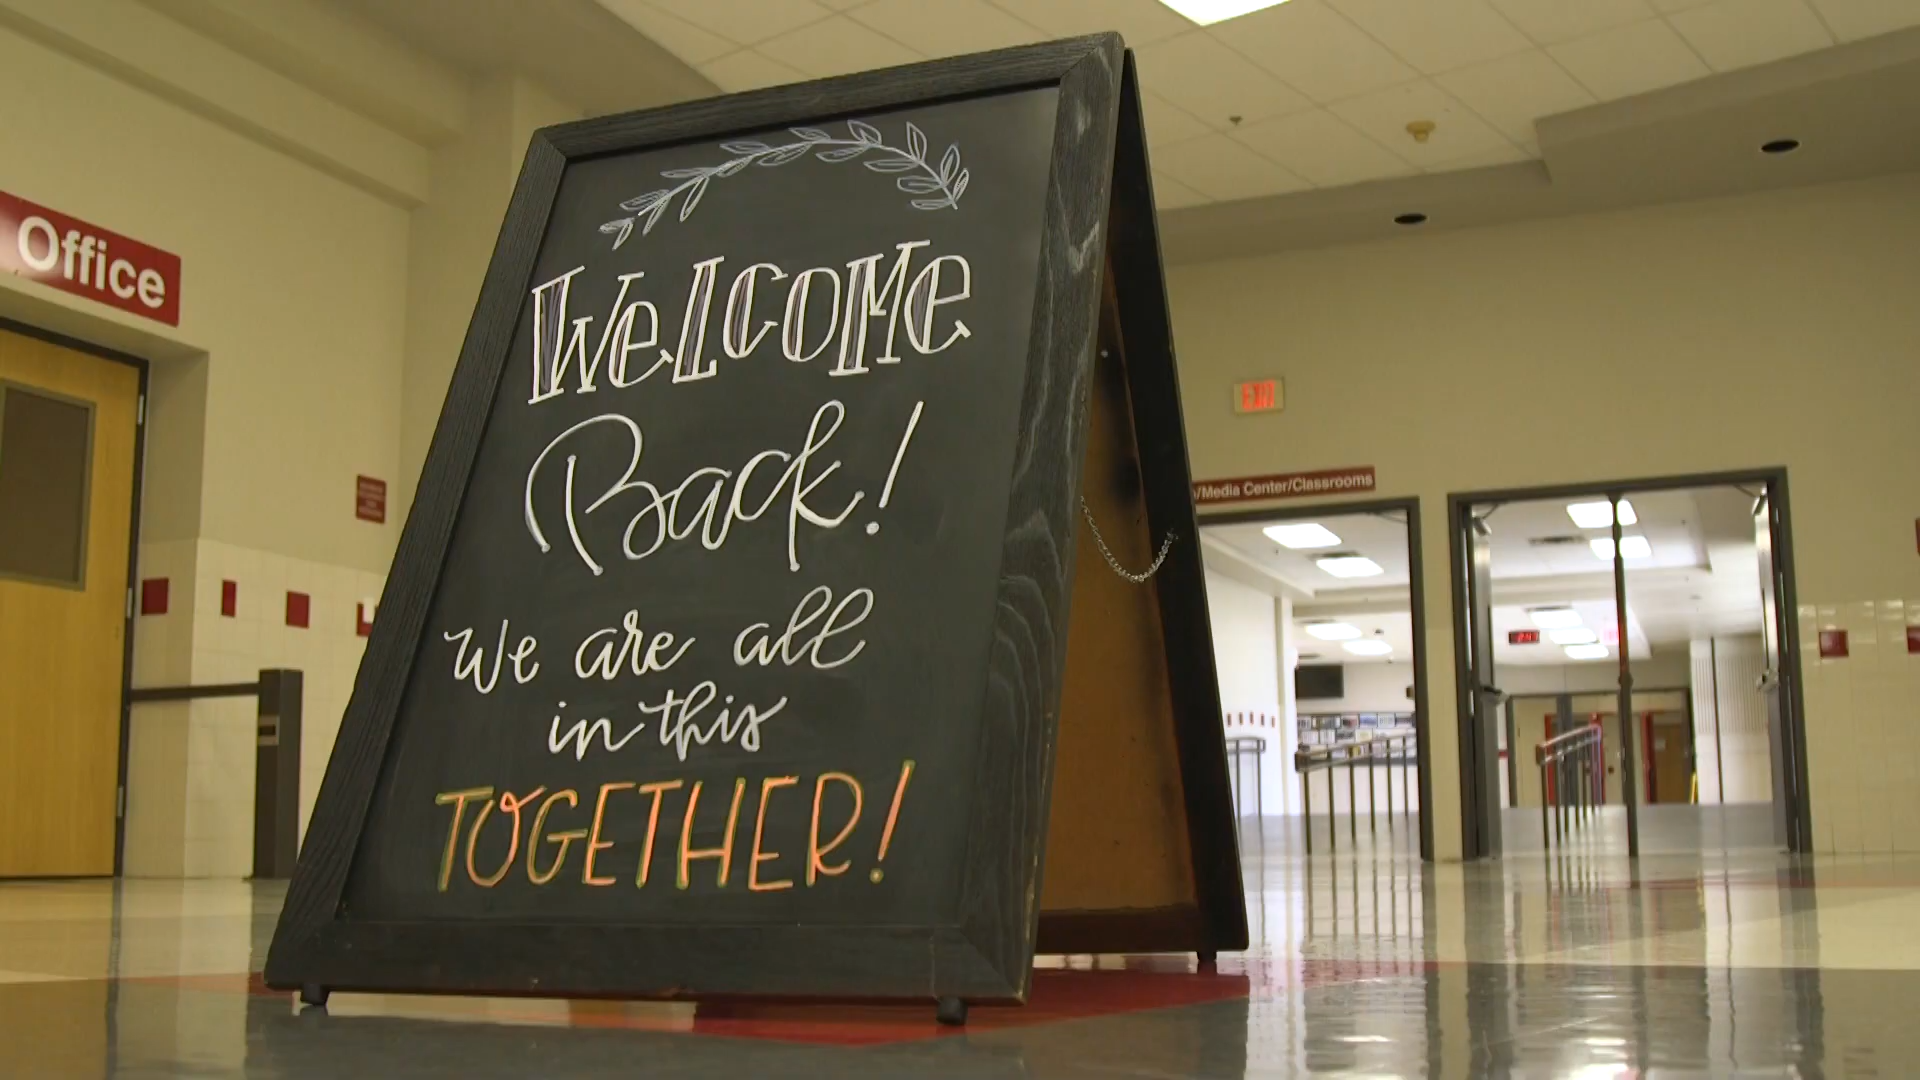 Office
WeLCOMe
Back!
We are all
in this
TOGETHER!
EXIT
/Media Center/Classrooms